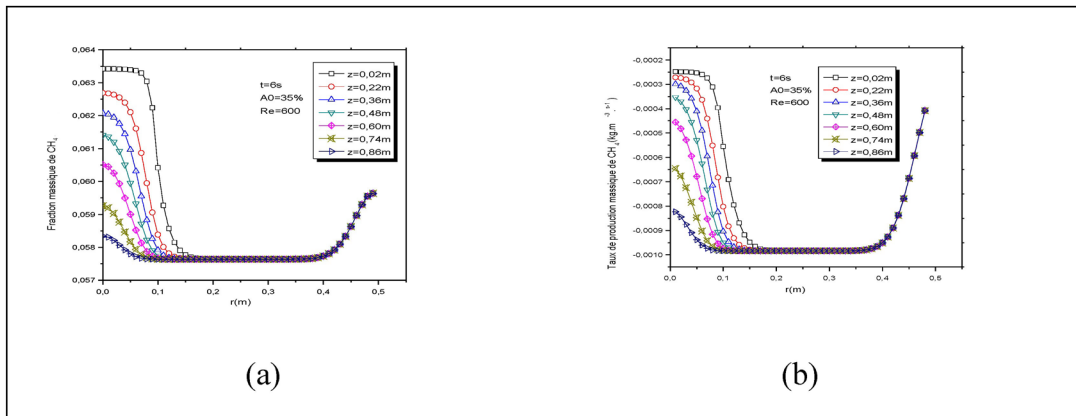 0,064
0,063
0,062
0,061
0,060
0,059
0,058
0,057
Fraction massique de CH4
0,0 0,1 0,2 0,3 0,4 0,5
r(m)
t=6s
A0=35%
Re=600
z=0,02m
z=0,22m
z=0,36m
z=0,48m
z=0,60m
z=0,74m
z=0,86m
(a)
-0,0002
-0,0003
-0,0004
-0,0005
-0,0006
-0,0007
-0,0008
-0,0009
-0,0010
Taux de production massique de CH4(kg.m-3.s-1)
0,0 0,1 0,2 0,3 0,4 0,5
r(m)
t=6s
A0=35%
Re=600
z=0,02m
z=0,22m
z=0,36m
z=0,48m
z=0,60m
z=0,74m
z=0,86m
(b)